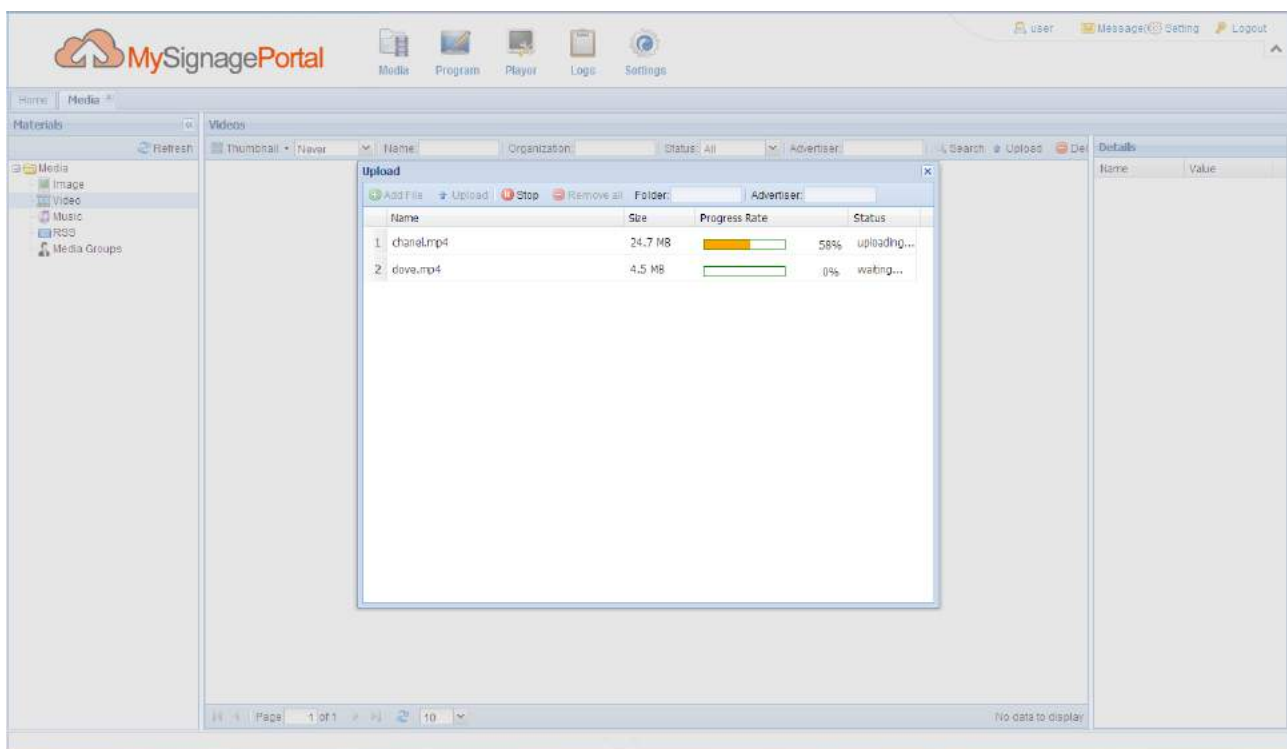 user Message( Setting Logout
MySignagePortal
Media Program Player Logs Settings
Home Media
Materials Videos
Refresh Thumbnail Never Name: Organization: Status: All Advertiser: Search Upload Del Details
Media Upload Name Value
Image Add File Upload Stop Remove all Folder: Advertiser:
Video
Music Name Size Progress Rate Status
RSS
Media Groups 1 chanel.mp4 24.7 MB 58% uploading...
2 dove.mp4 4.5 MB 0% waiting...
Page 1 of 1 10 No data to display